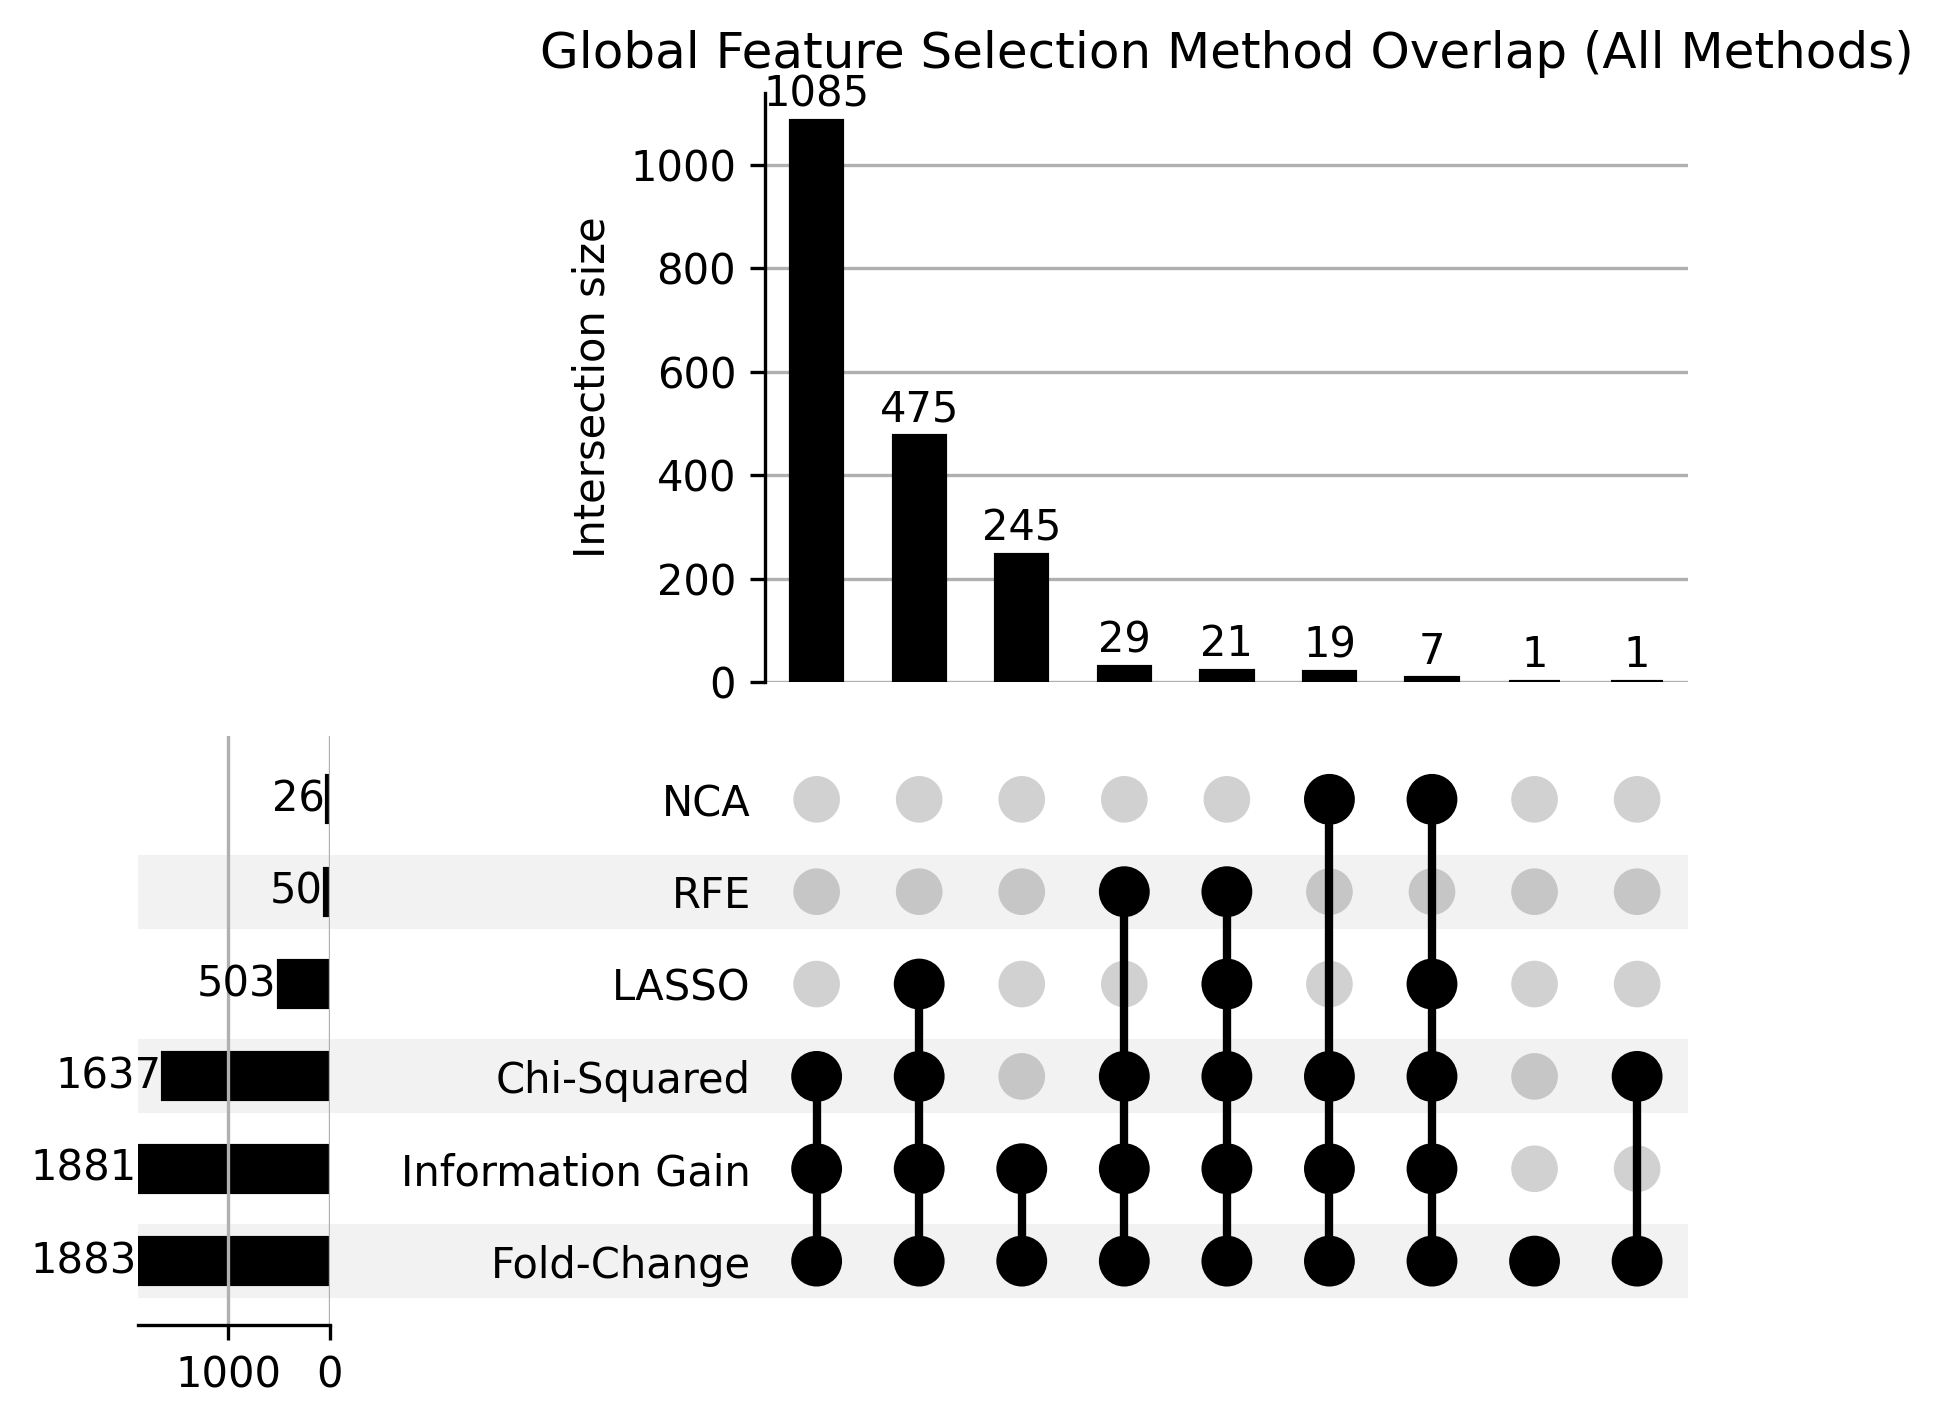 Global Feature Selection Method Overlap (All Methods)
1085
1000
800
600
400
200
0
Intersection size
475
245
29
21
19
7
1
1
26
NCA
50
RFE
503
LASSO
1637
Chi-Squared
1881
Information Gain
1883
Fold-Change
1000
0